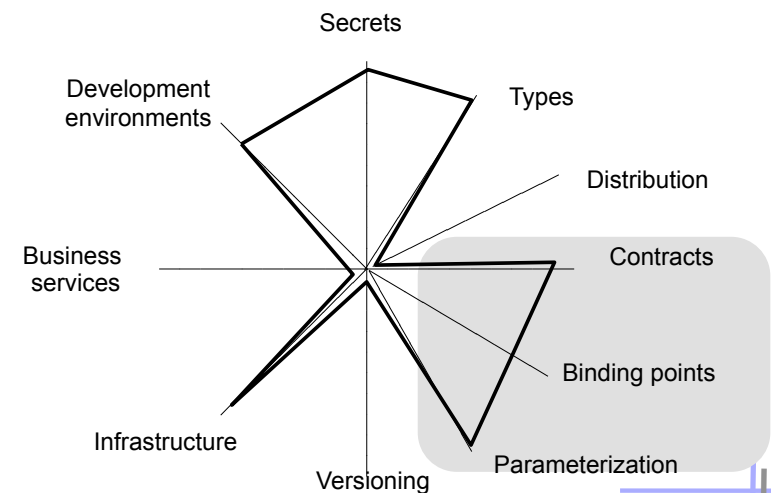 Secrets
Development
environments
Types
Distribution
Business
services
Contracts
Binding points
Infrastructure
Parameterization
Versioning